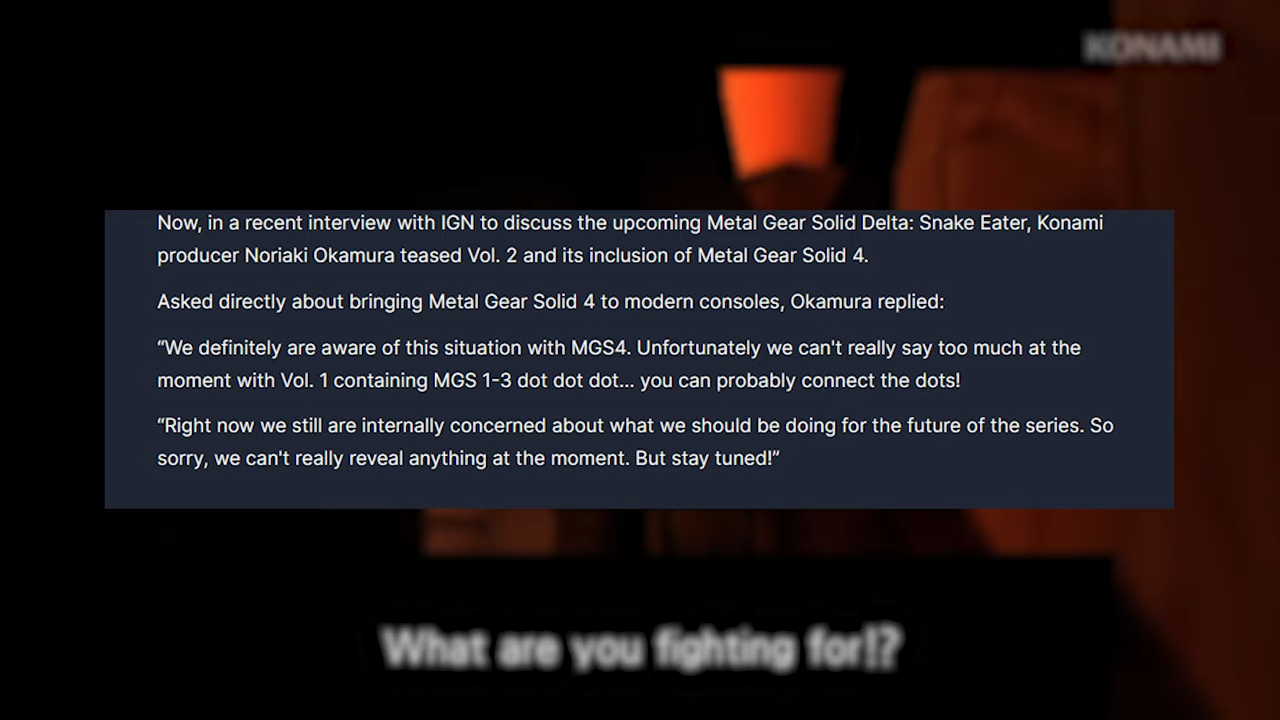 KONAMI
Now, in a recent interview with IGN to discuss the upcoming Metal Gear Solid Delta: Snake Eater, Konami
producer Noriaki Okamura teased Vol. 2 and its inclusion of Metal Gear Solid 4.
Asked directly about bringing Metal Gear Solid 4 to modern consoles, Okamura replied:
“We definitely are aware of this situation with MGS4. Unfortunately we can't really say too much at the
moment with Vol. 1 containing MGS 1-3 dot dot dot... you can probably connect the dots!
“Right now we still are internally concerned about what we should be doing for the future of the series. So
sorry, we can't really reveal anything at the moment. But stay tuned!”
What are you fighting for!?